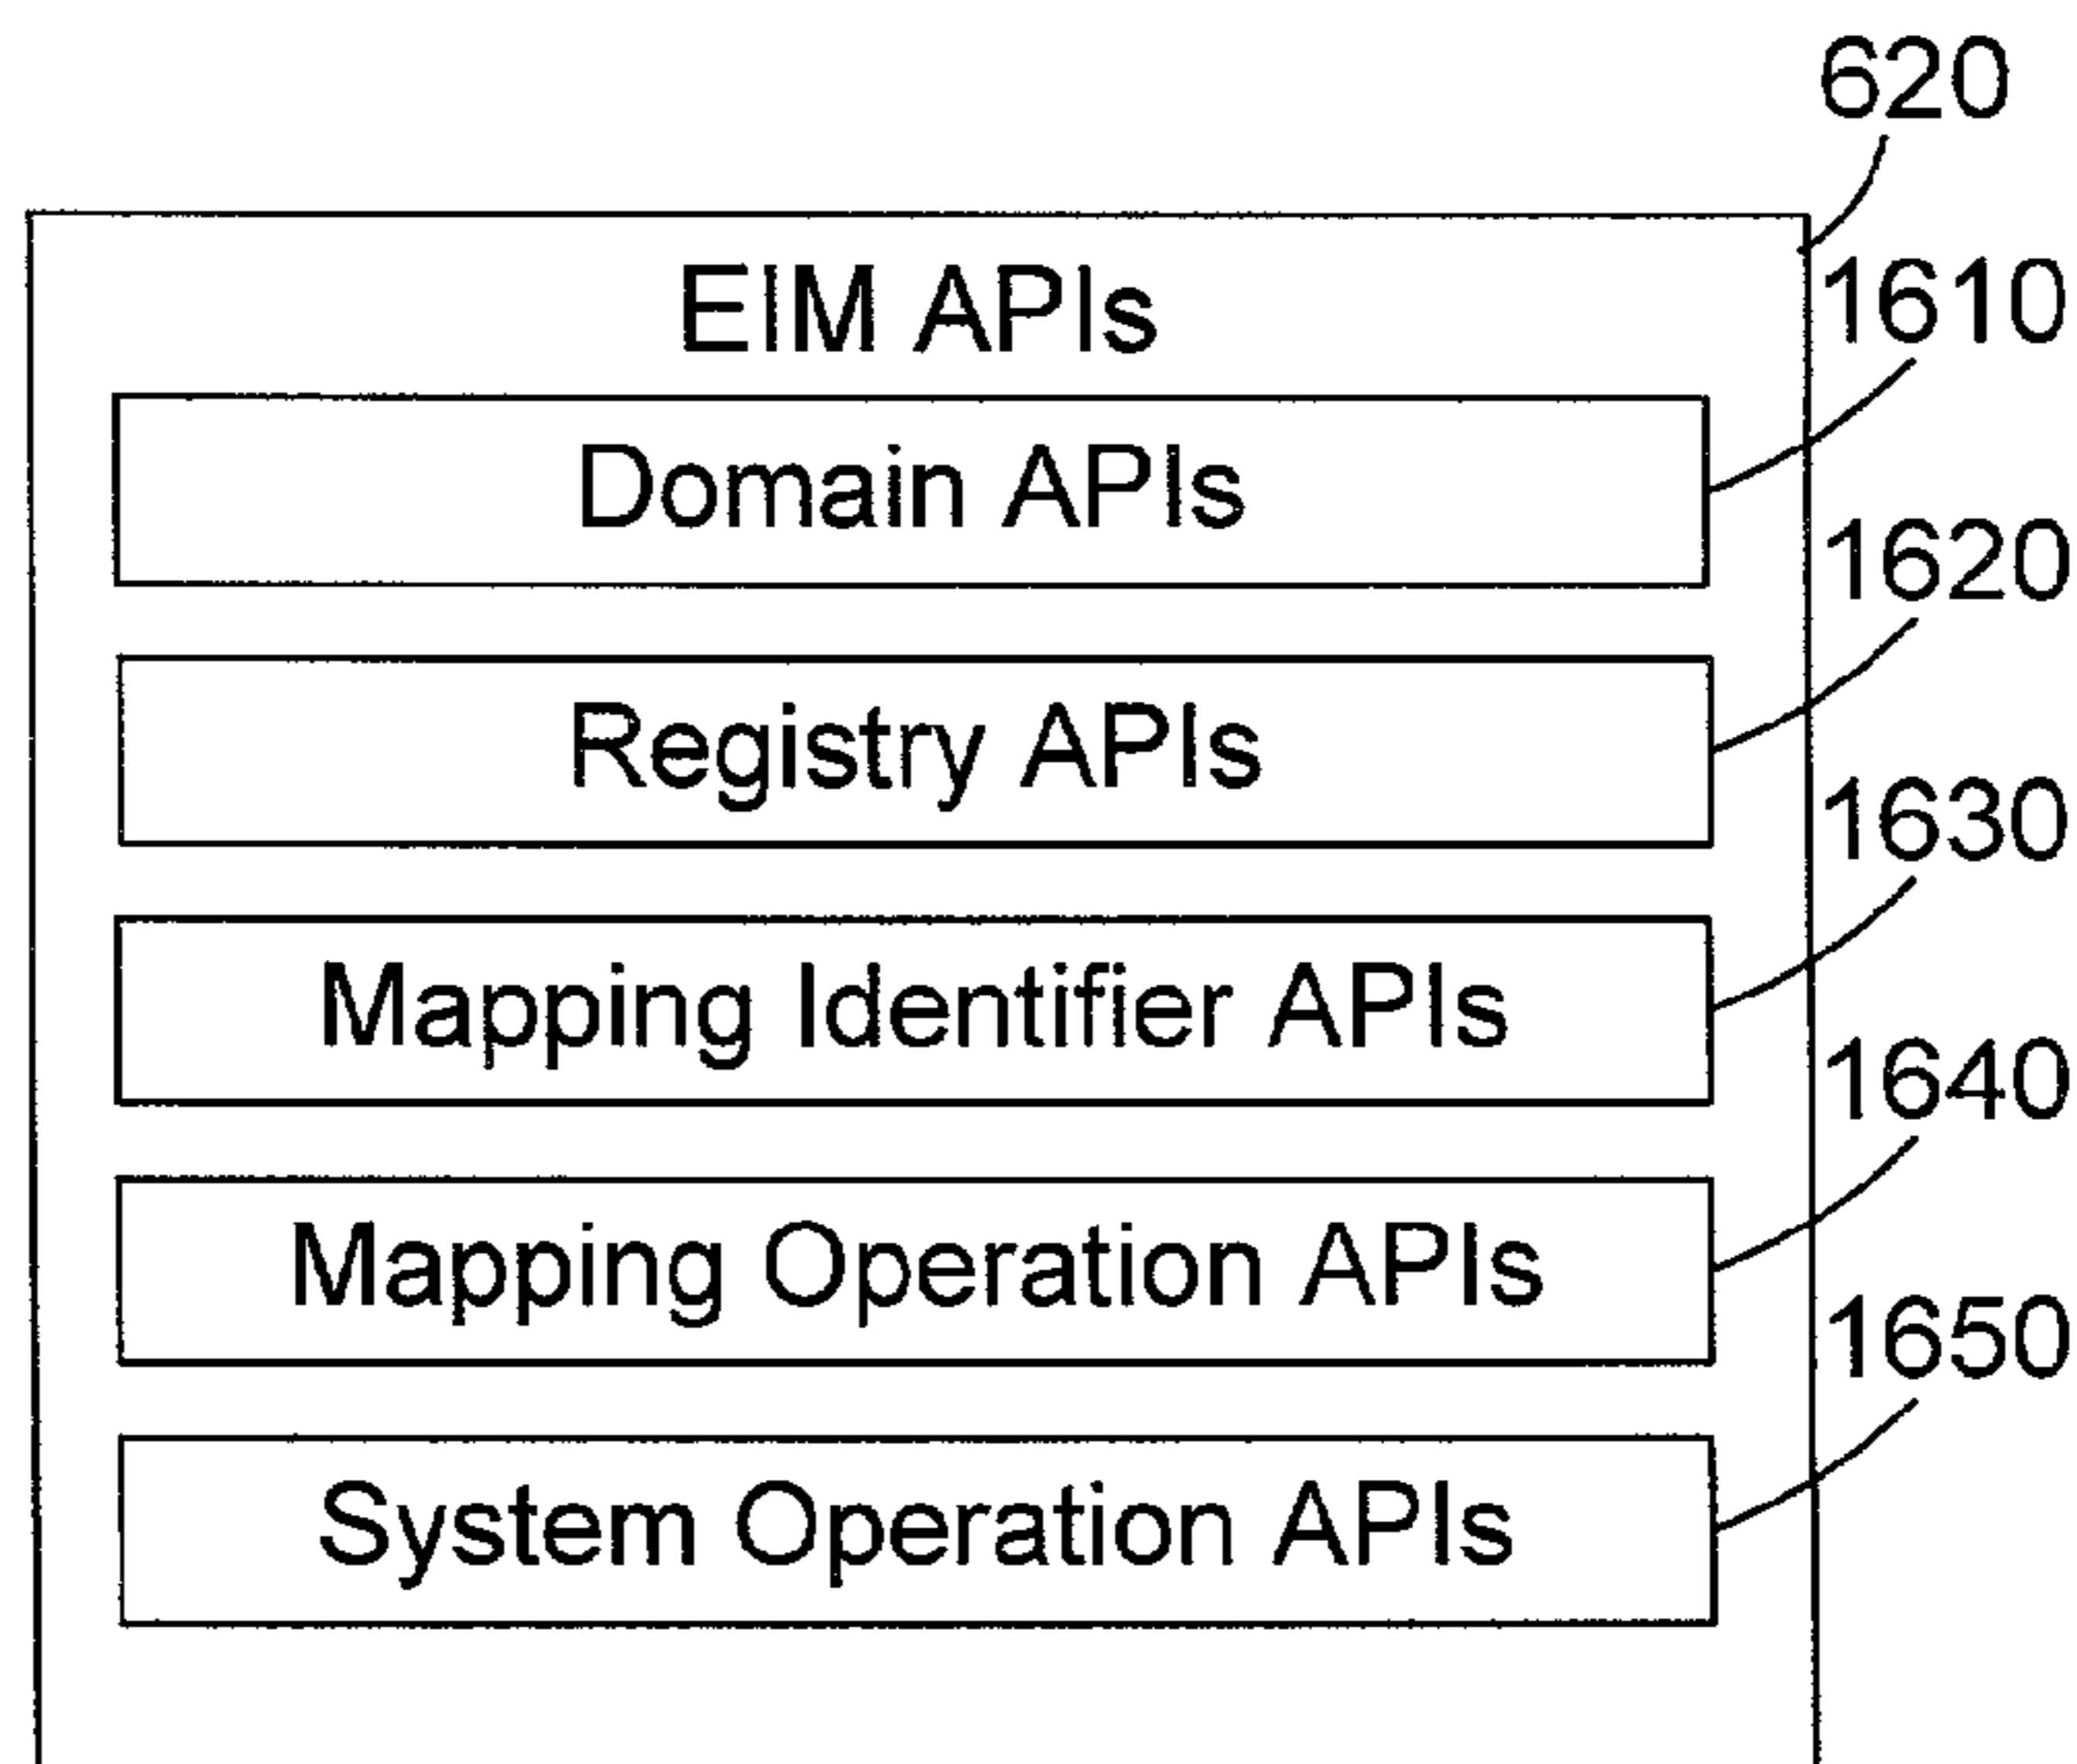 620
EIM APIs
1610
Domain APIs
1620
Registry APIs
1630
Mapping Identifier APIs
1640
Mapping Operation APIs
1650
System Operation APIs